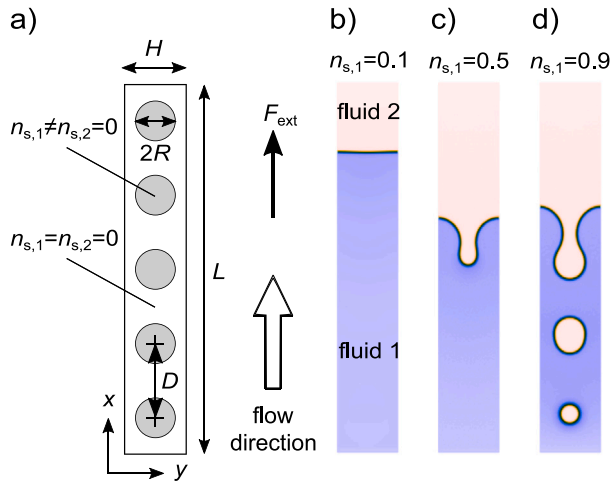 a)
H
n_s,1≠n_s,2=0
2R
n_s,1=n_s,2=0
L
D
x
y
F_ext
flow
direction
b)
n_s,1=0.1
fluid 2
fluid 1
c)
n_s,1=0.5
d)
n_s,1=0.9